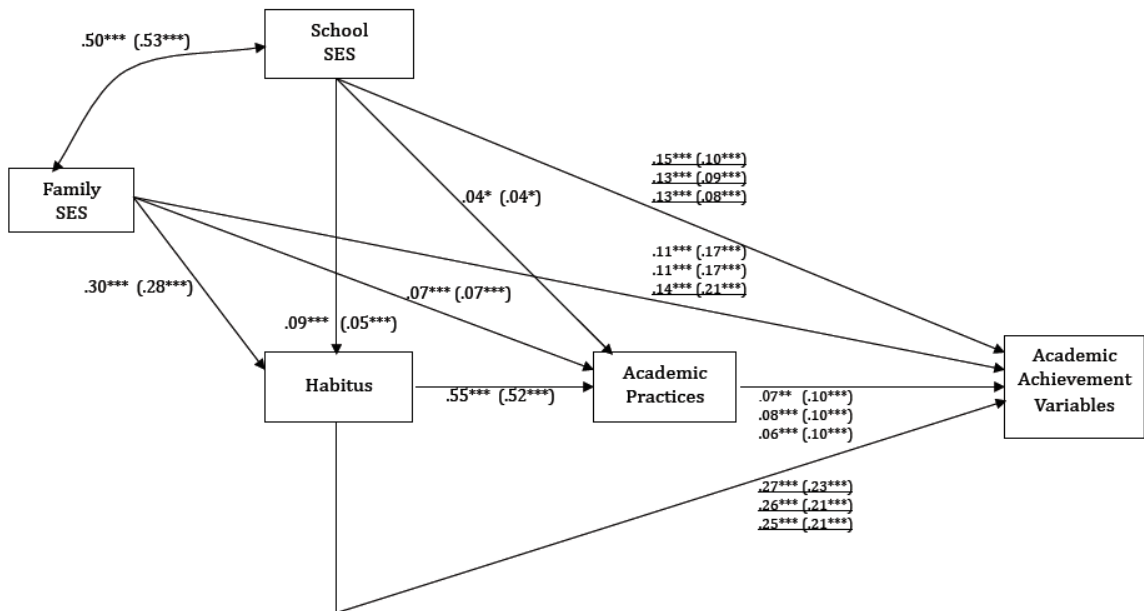 School
SES
.50*** (.53***)
Family
SES
.15*** (.10***)
.13*** (.09***)
.13*** (.08***)
.04* (.04*)
.11*** (.17***)
.11*** (.17***)
.14*** (.21***)
.30*** (.28***)
.07*** (.07***)
.09*** (.05***)
Habitus
.55*** (.52***)
Academic
Practices
.07** (.10***)
.08*** (.10***)
.06*** (.10***)
Academic
Achievement
Variables
.27*** (.23***)
.26*** (.21***)
.25*** (.21***)